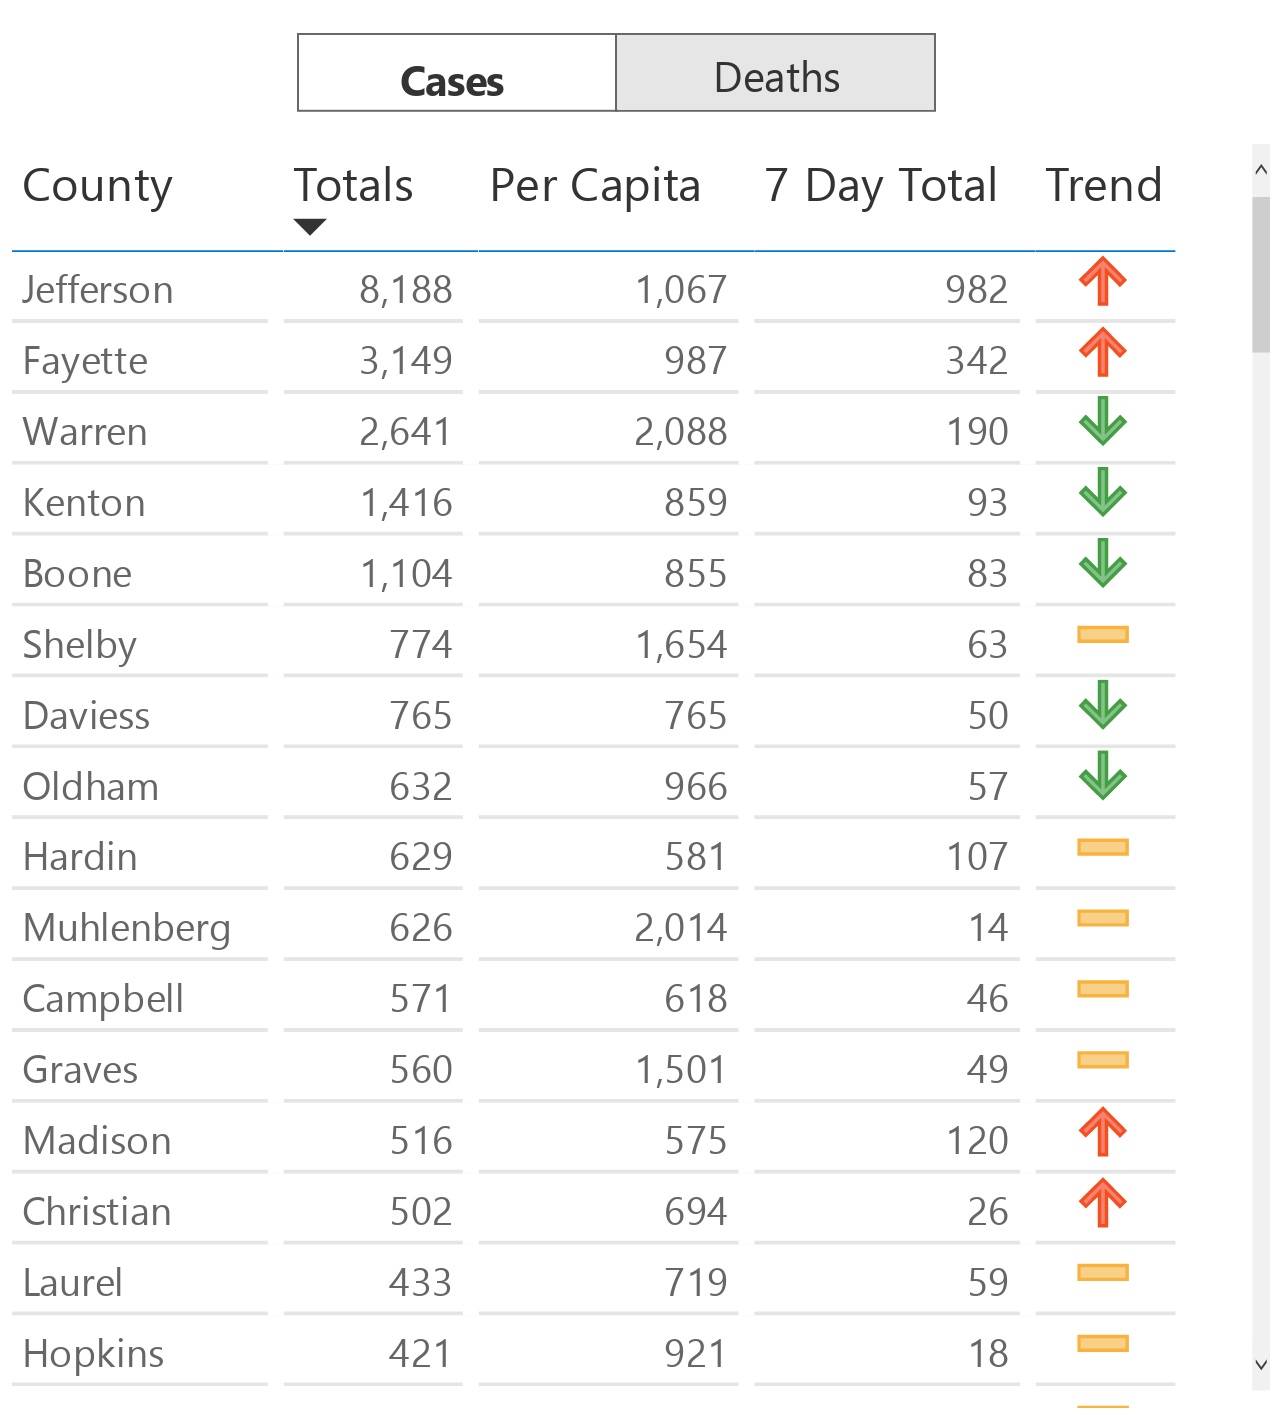 Cases Deaths
County Totals Per Capita 7 Day Total Trend
Jefferson 8,188 1,067 982
Fayette 3,149 987 342
Warren 2,641 2,088 190
Kenton 1,416 859 93
Boone 1,104 855 83
Shelby 774 1,654 63
Daviess 765 765 50
Oldham 632 966 57
Hardin 629 581 107
Muhlenberg 626 2,014 14
Campbell 571 618 46
Graves 560 1,501 49
Madison 516 575 120
Christian 502 694 26
Laurel 433 719 59
Hopkins 421 921 18